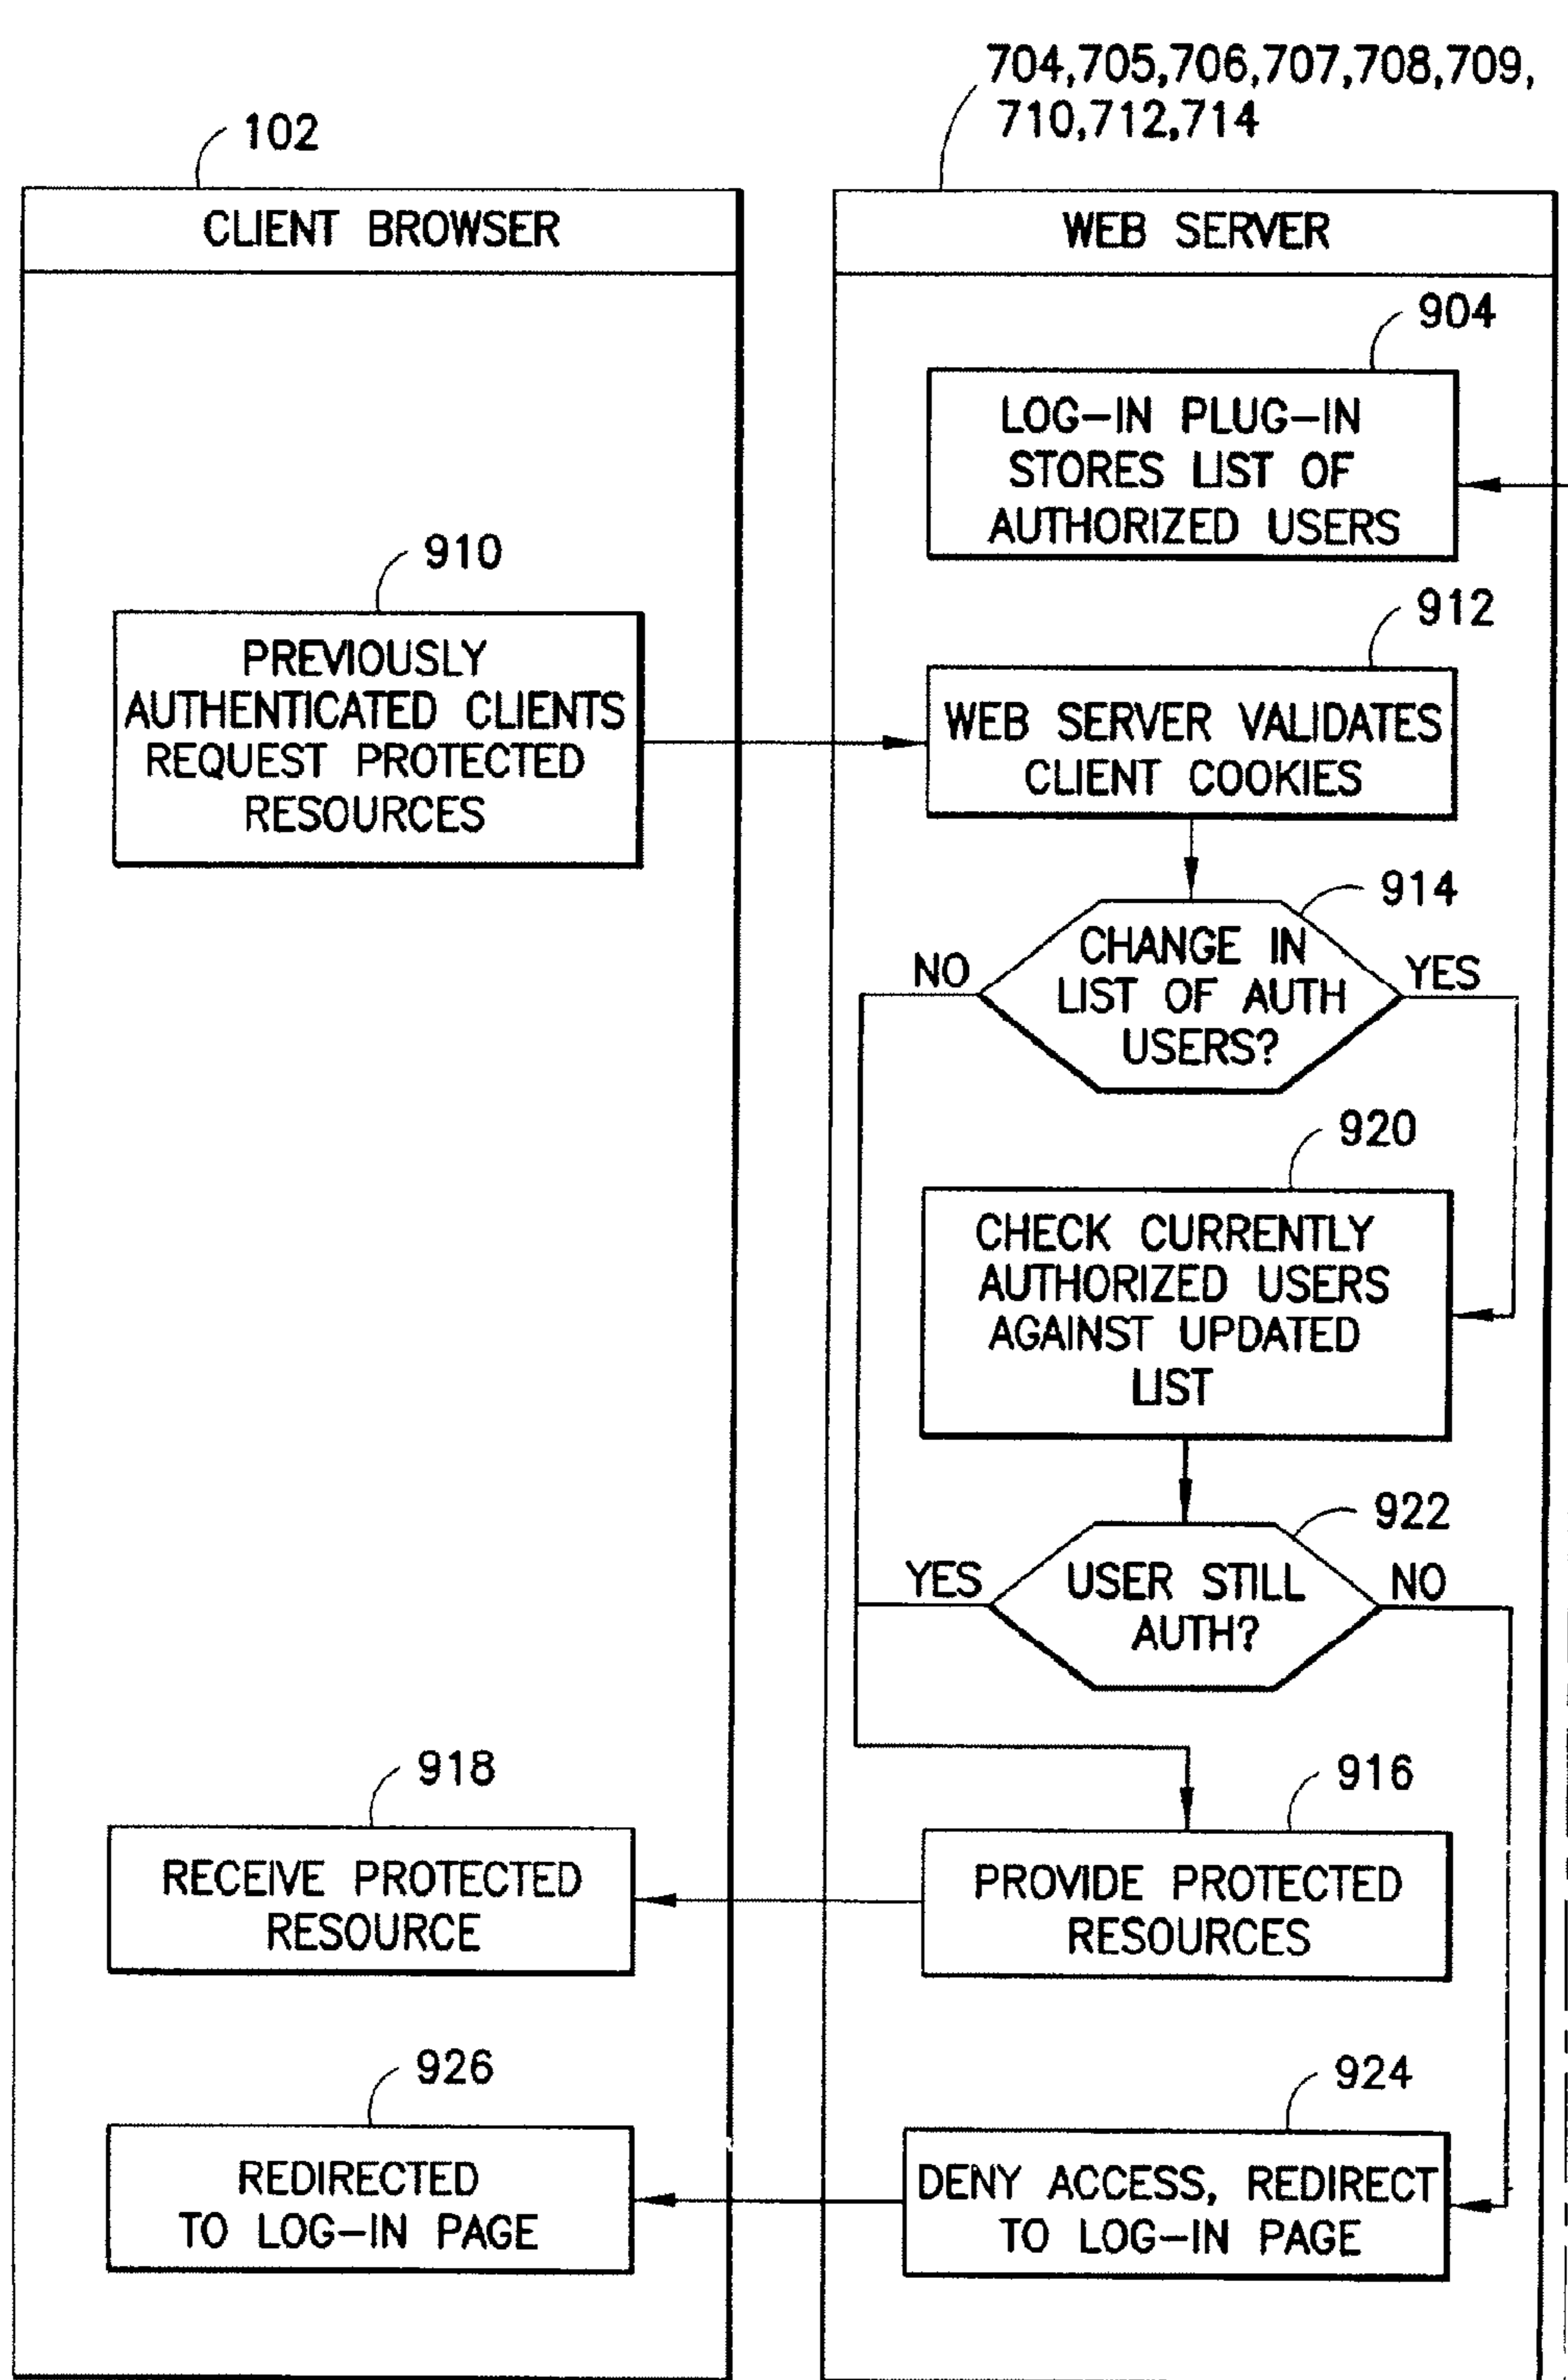 704,705,706,707,708,709,
710,712,714
102
CLIENT BROWSER
WEB SERVER
904
LOG-IN PLUG-IN
STORES LIST OF
AUTHORIZED USERS
910
PREVIOUSLY
AUTHENTICATED CLIENTS
REQUEST PROTECTED
RESOURCES
912
WEB SERVER VALIDATES
CLIENT COOKIES
914
CHANGE IN
LIST OF AUTH
USERS?
NO
YES
920
CHECK CURRENTLY
AUTHORIZED USERS
AGAINST UPDATED
LIST
922
USER STILL
AUTH?
YES
NO
918
RECEIVE PROTECTED
RESOURCE
916
PROVIDE PROTECTED
RESOURCES
926
REDIRECTED
TO LOG-IN PAGE
924
DENY ACCESS, REDIRECT
TO LOG-IN PAGE